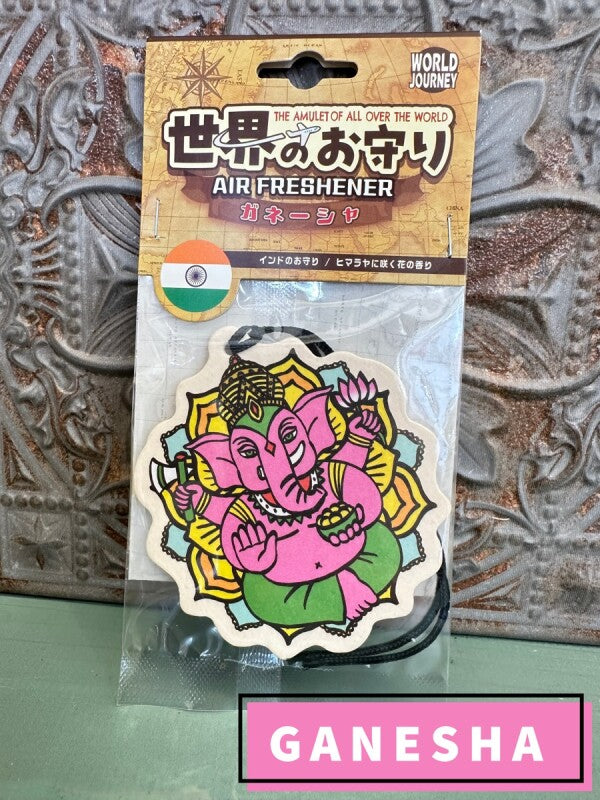 WORLD
JOURNEY
THE AMULET OF ALL OVER THE WORLD
世界のお守り
AIR FRESHENER
ガネーシャ
インドのお守り / ヒマラヤに咲く花の香り
GANESHA